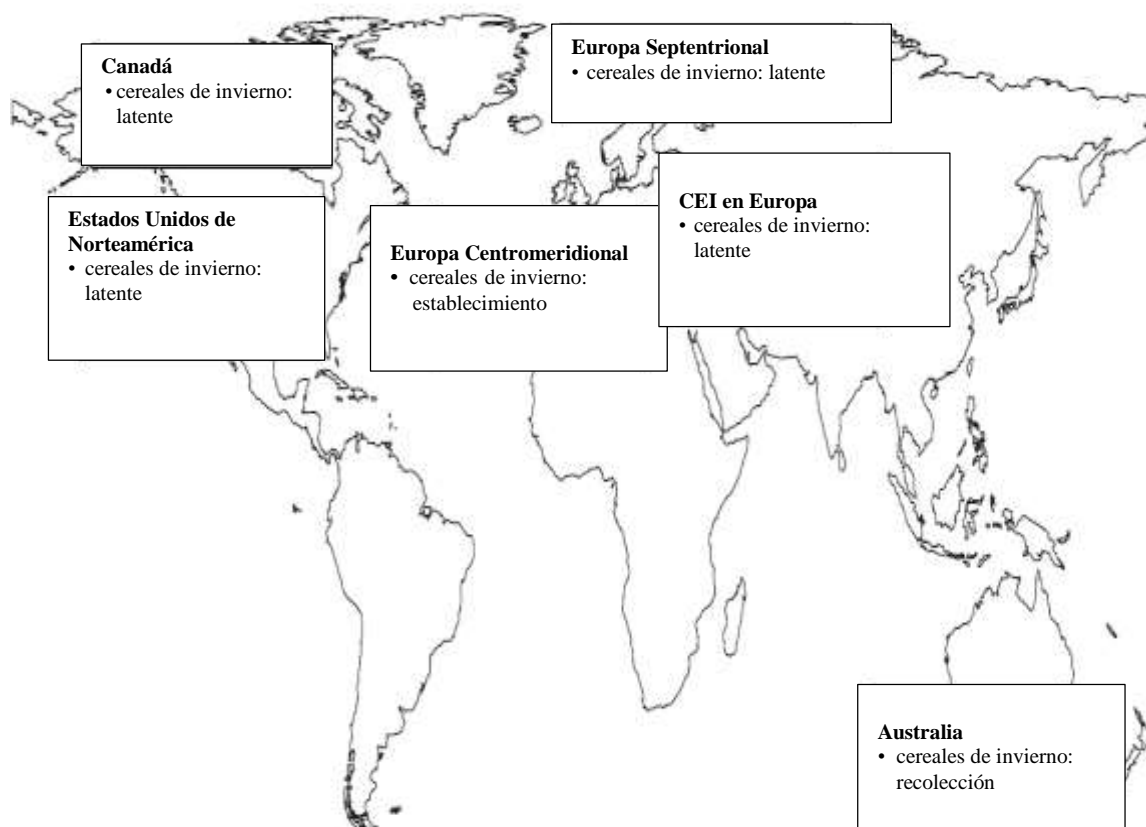 Canadá
• cereales de invierno:
latente
Europa Septentrional
• cereales de invierno: latente
Estados Unidos de
Norteamérica
• cereales de invierno:
latente
Europa Centromeridional
• cereales de invierno:
establecimiento
CEI en Europa
• cereales de invierno:
latente
Australia
• cereales de invierno:
recolección